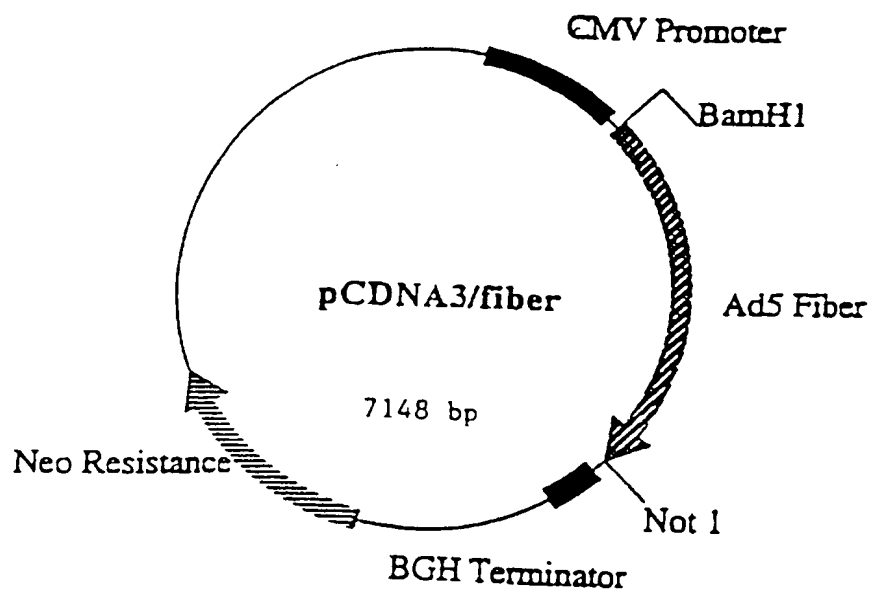 CMV Promoter
BamH1
pCDNA3/fiber
Ad5 Fiber
7148 bp
Neo Resistance
Not 1
BGH Terminator